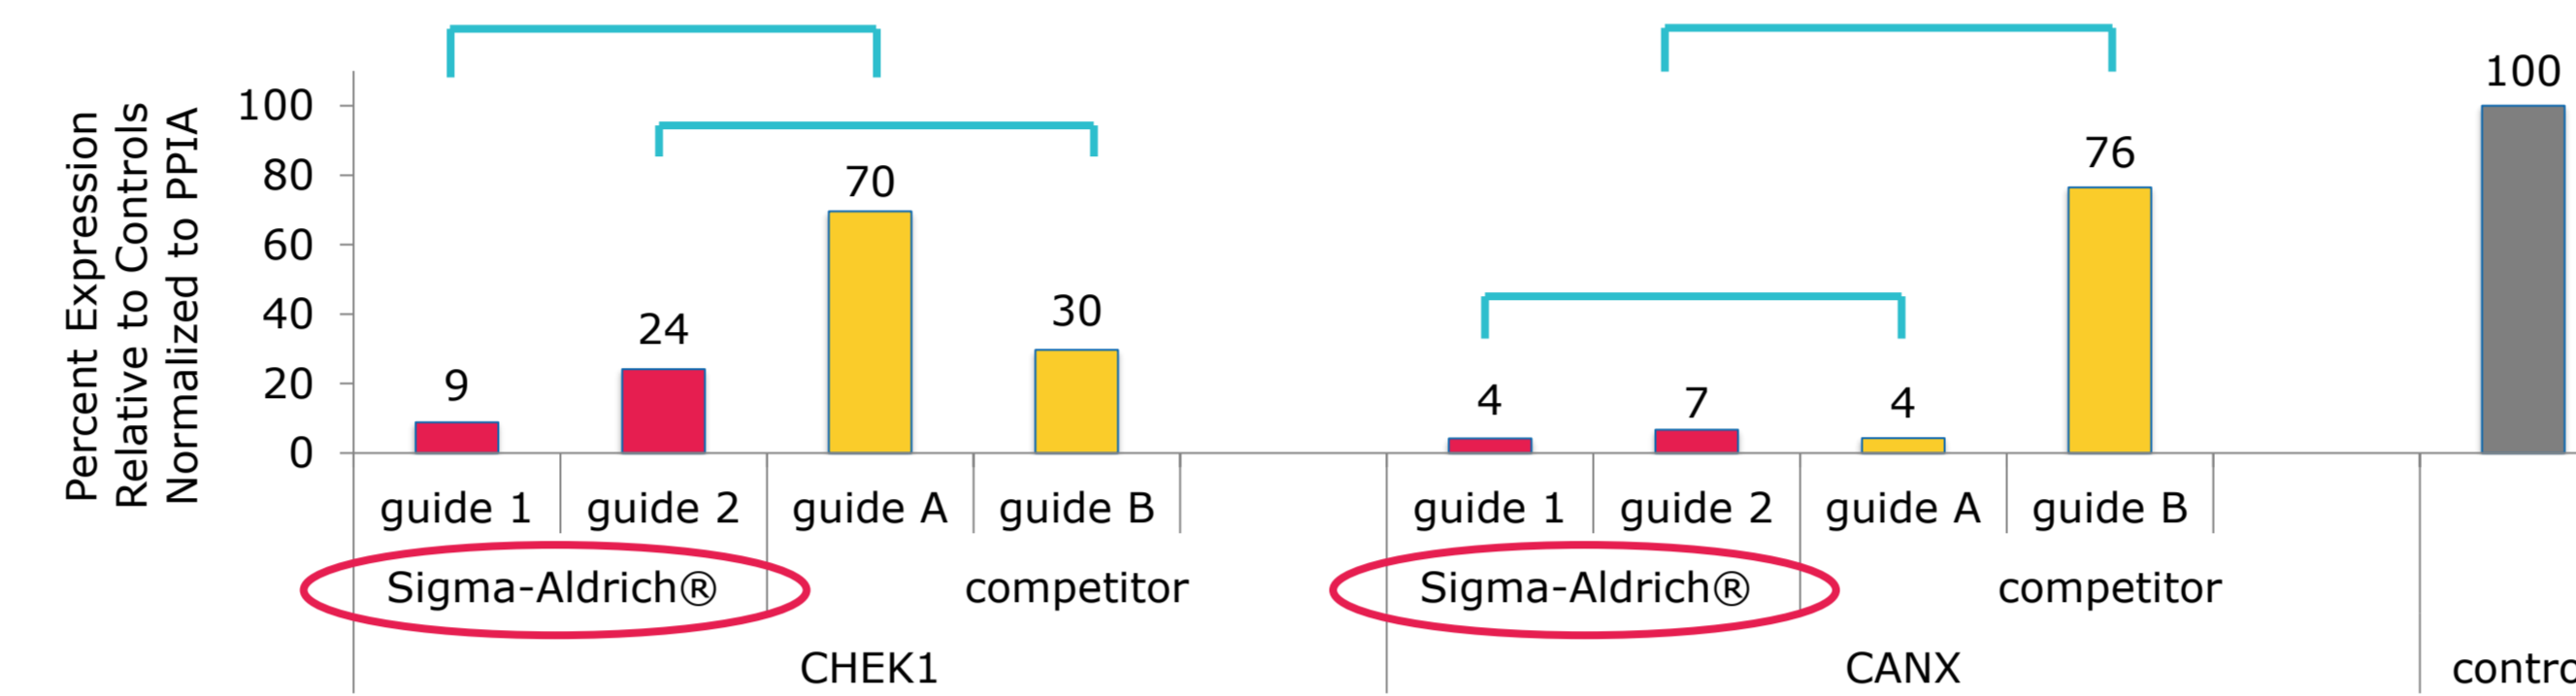 Percent Expression
Relative to Controls
Normalized to PPIA
100
80
60
40
20
0
9
24
70
30
4
7
4
76
100
guide 1 guide 2 guide A guide B guide 1 guide 2 guide A guide B
Sigma-Aldrich® competitor Sigma-Aldrich® competitor
CHEK1 CANX contro